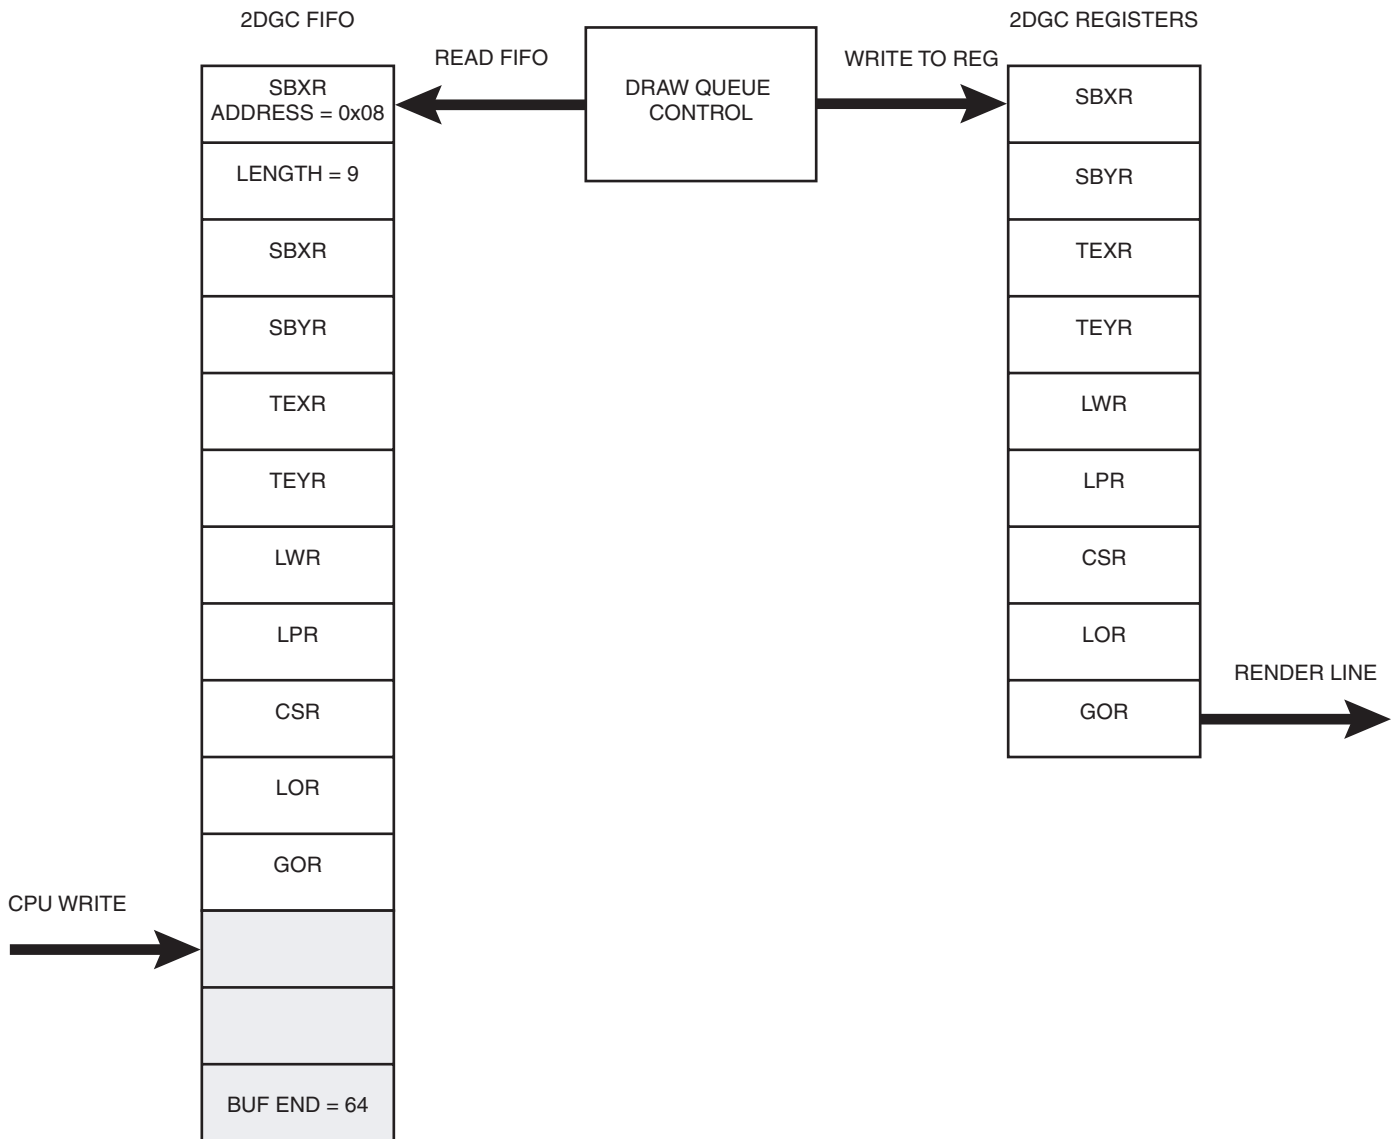 2DGC FIFO
2DGC REGISTERS
READ FIFO
WRITE TO REG
DRAW QUEUE
CONTROL
SBXR
ADDRESS = 0x08
LENGTH = 9
SBXR
SBYR
TEXR
TEYR
LWR
LPR
CSR
LOR
GOR
CPU WRITE
BUF END = 64
SBXR
SBYR
TEXR
TEYR
LWR
LPR
CSR
LOR
GOR
RENDER LINE